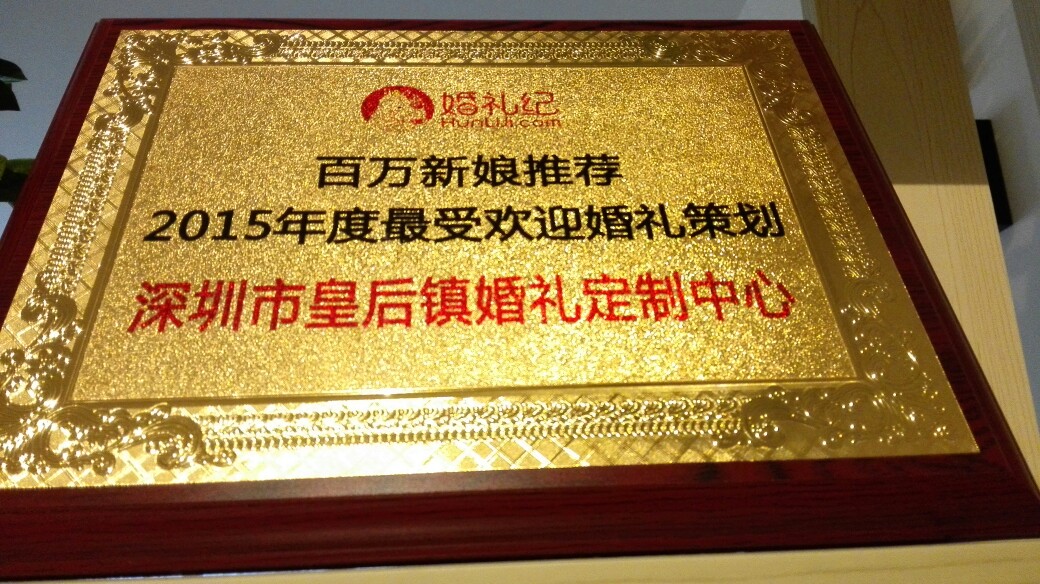 婚礼纪
HunLiJi.com
百万新娘推荐
2015年度最受欢迎婚礼策划
深圳市皇后镇婚礼定制中心